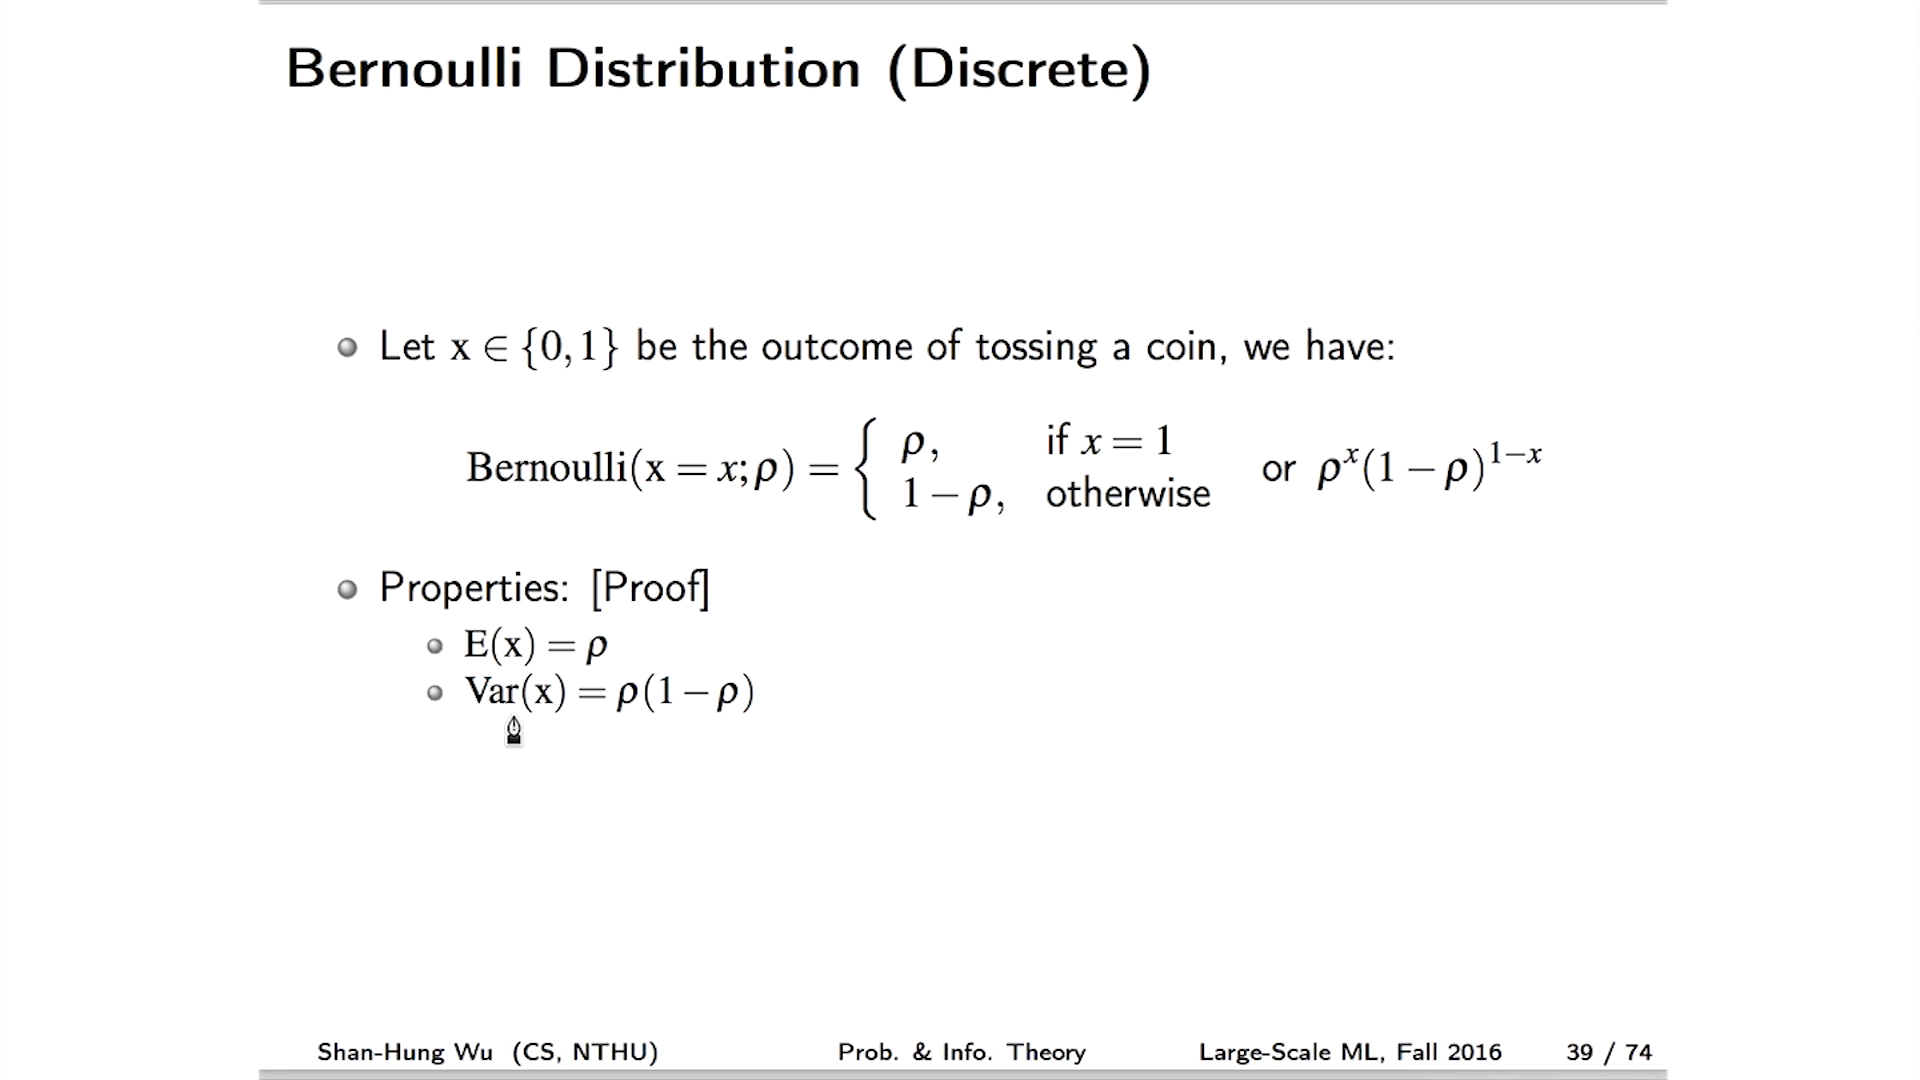 Bernoulli Distribution (Discrete)
Let x ∈ {0,1} be the outcome of tossing a coin, we have:
Bernoulli(x = x;ρ) = { ρ, if x = 1
1−ρ, otherwise or ρˣ(1−ρ)¹⁻ˣ
Properties: [Proof]
E(x) = ρ
Var(x) = ρ(1−ρ)
Shan-Hung Wu (CS, NTHU) Prob. & Info. Theory Large-Scale ML, Fall 2016 39 / 74